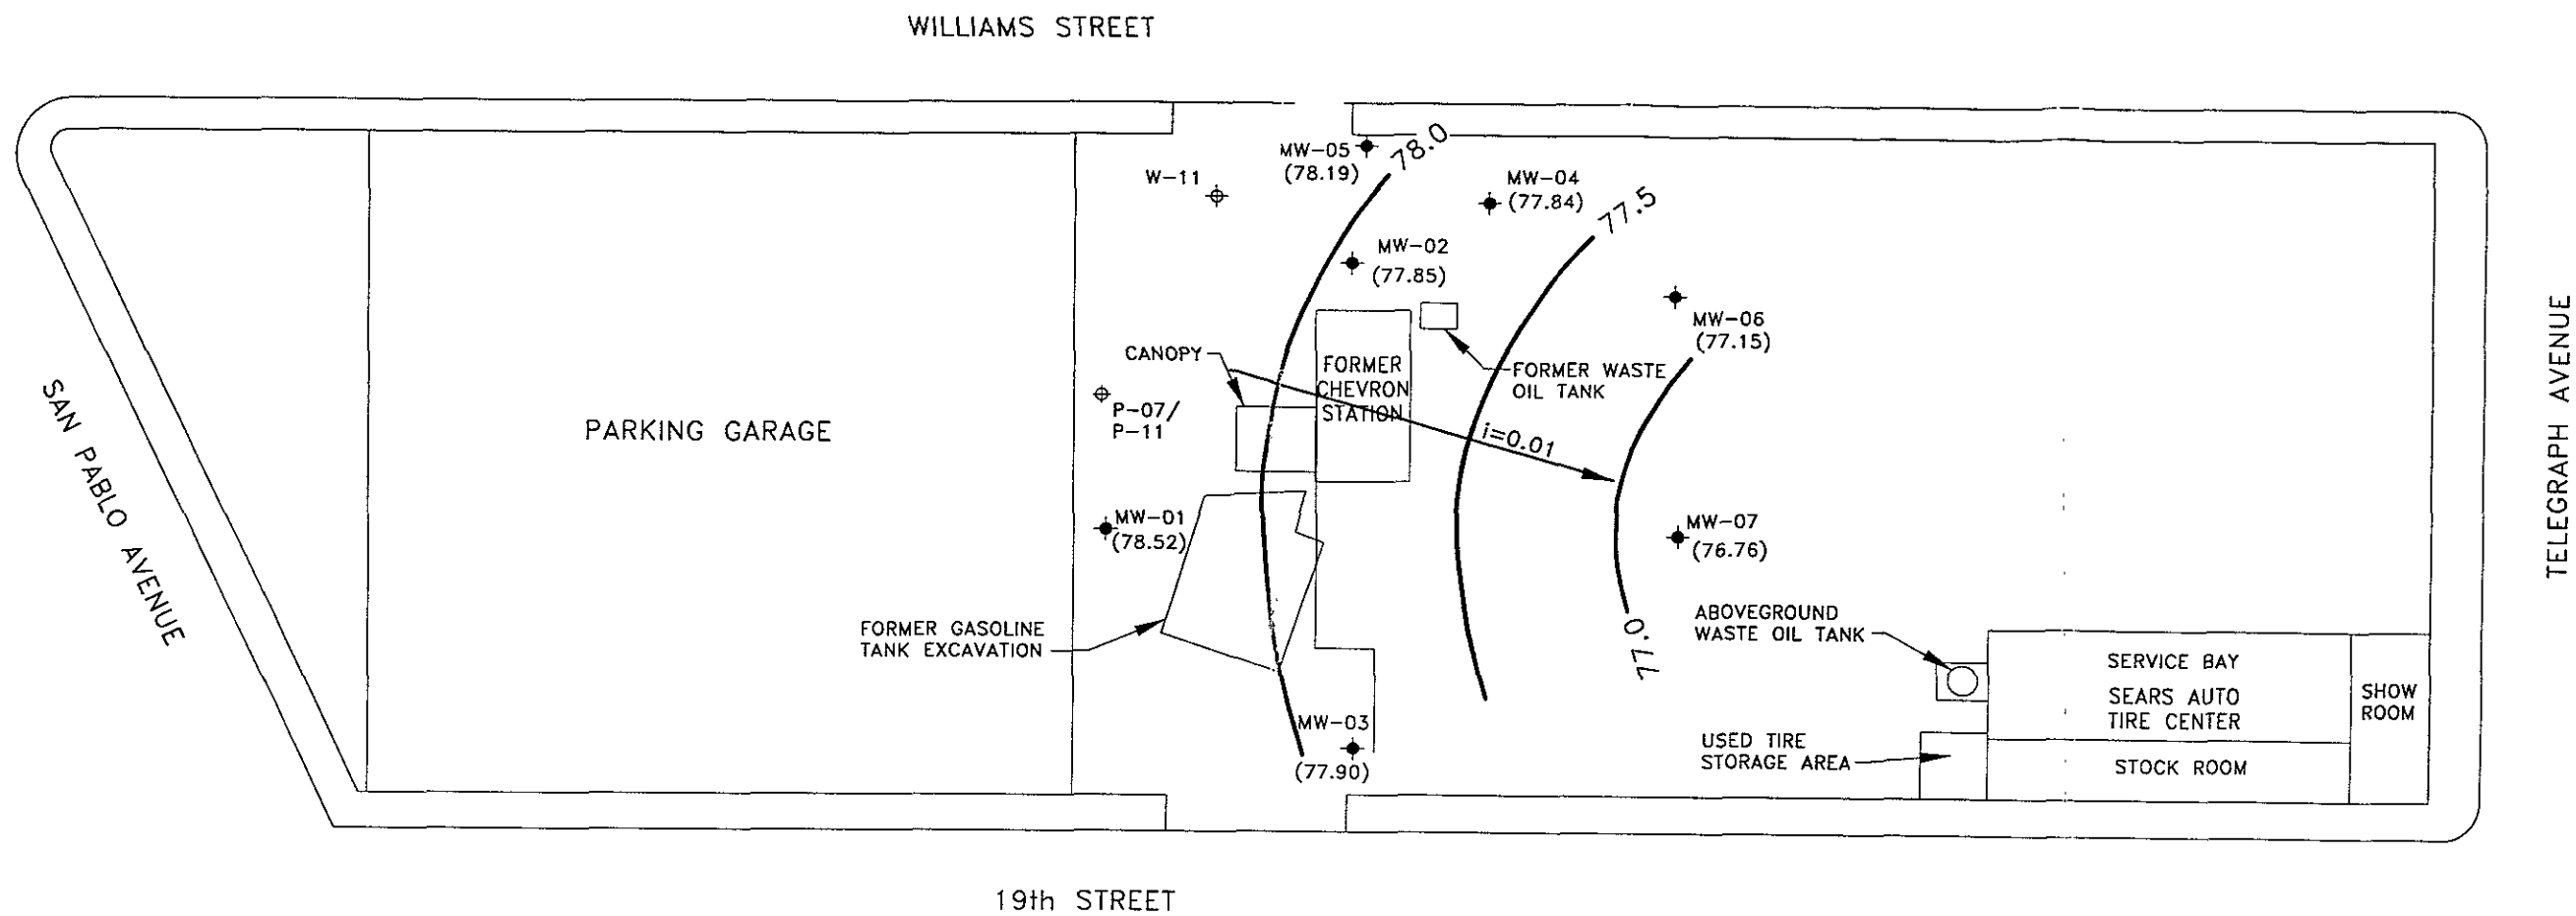 WILLIAMS STREET
MW-05
(78.19)
78.0
W-11
MW-04
(77.84)
77.5
MW-02
(77.85)
MW-06
(77.15)
CANOPY
FORMER
CHEVRON
STATION
FORMER WASTE
OIL TANK
P-07/
P-11
i=0.01
PARKING GARAGE
SAN PABLO AVENUE
TELEGRAPH AVENUE
MW-01
(78.52)
MW-07
(76.76)
FORMER GASOLINE
TANK EXCAVATION
77.0
ABOVEGROUND
WASTE OIL TANK
SERVICE BAY
SEARS AUTO
TIRE CENTER
SHOW
ROOM
MW-03
(77.90)
USED TIRE
STORAGE AREA
STOCK ROOM
19th STREET